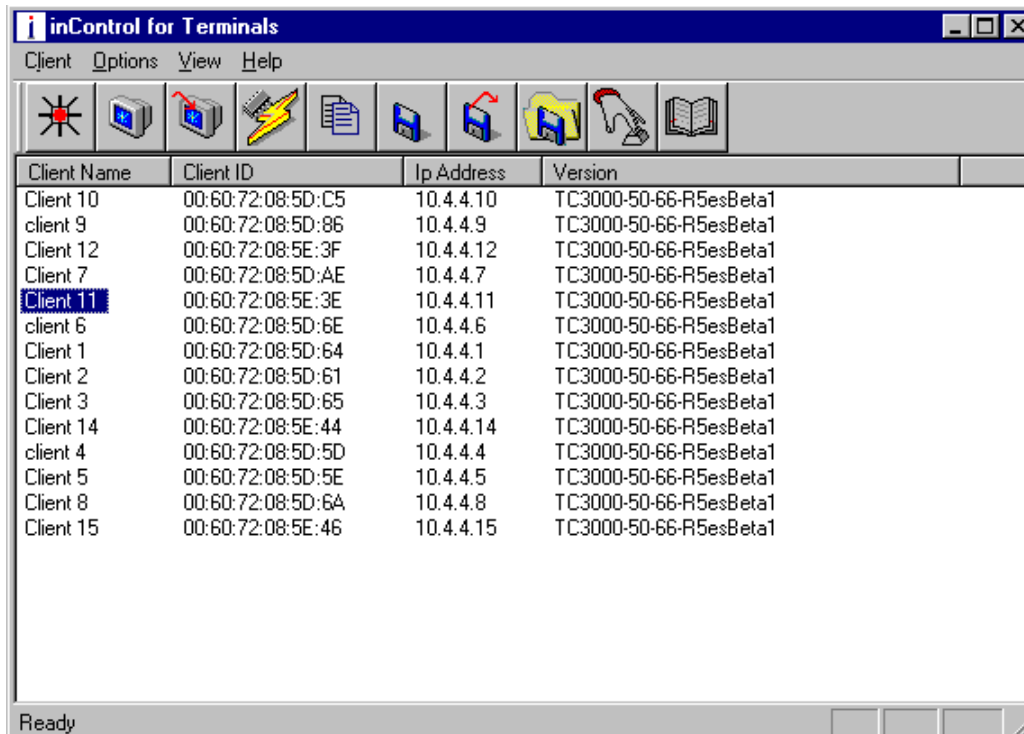 inControl for Terminals
Client Options View Help
Client Name Client ID Ip Address Version
Client 10 00:60:72:08:5D:C5 10.4.4.10 TC3000-50-66-R5esBeta1
client 9 00:60:72:08:5D:86 10.4.4.9 TC3000-50-66-R5esBeta1
Client 12 00:60:72:08:5E:3F 10.4.4.12 TC3000-50-66-R5esBeta1
Client 7 00:60:72:08:5D:AE 10.4.4.7 TC3000-50-66-R5esBeta1
Client 11 00:60:72:08:5E:3E 10.4.4.11 TC3000-50-66-R5esBeta1
client 6 00:60:72:08:5D:6E 10.4.4.6 TC3000-50-66-R5esBeta1
Client 1 00:60:72:08:5D:64 10.4.4.1 TC3000-50-66-R5esBeta1
Client 2 00:60:72:08:5D:61 10.4.4.2 TC3000-50-66-R5esBeta1
Client 3 00:60:72:08:5D:65 10.4.4.3 TC3000-50-66-R5esBeta1
Client 14 00:60:72:08:5E:44 10.4.4.14 TC3000-50-66-R5esBeta1
client 4 00:60:72:08:5D:5D 10.4.4.4 TC3000-50-66-R5esBeta1
Client 5 00:60:72:08:5D:5E 10.4.4.5 TC3000-50-66-R5esBeta1
Client 8 00:60:72:08:5D:6A 10.4.4.8 TC3000-50-66-R5esBeta1
Client 15 00:60:72:08:5E:46 10.4.4.15 TC3000-50-66-R5esBeta1
Ready